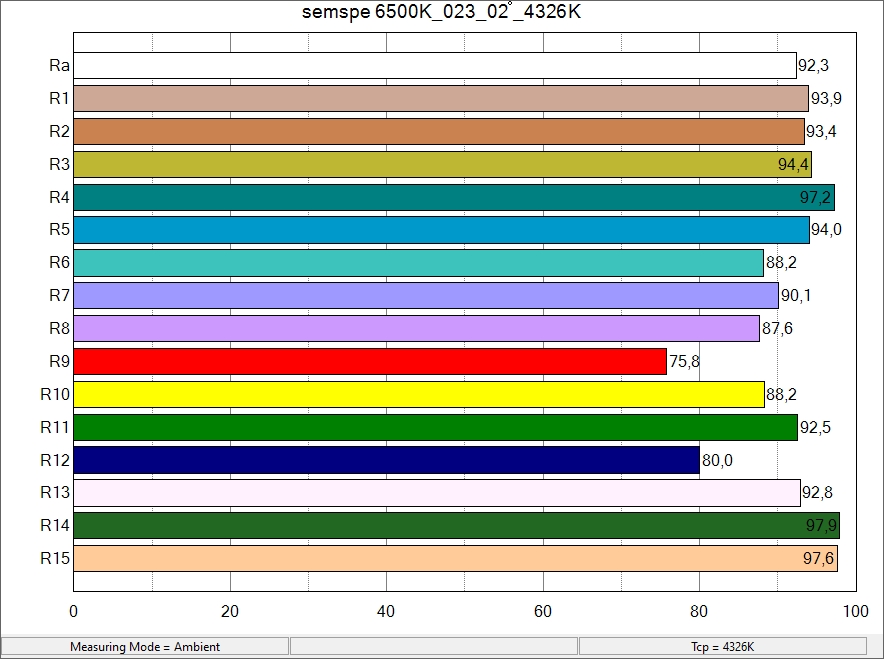 semspe 6500K_023_02°_4326K
Ra 92,3
R1 93,9
R2 93,4
R3 94,4
R4 97,2
R5 94,0
R6 88,2
R7 90,1
R8 87,6
R9 75,8
R10 88,2
R11 92,5
R12 80,0
R13 92,8
R14 97,9
R15 97,6
0 20 40 60 80 100
Measuring Mode = Ambient Tcp = 4326K